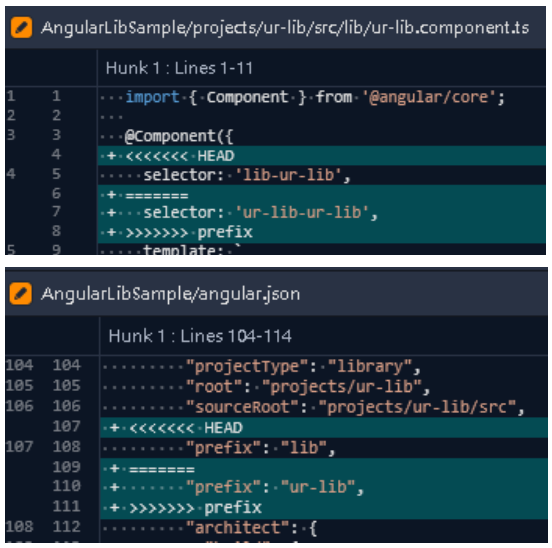 AngularLibSample/projects/ur-lib/src/lib/ur-lib.component.ts
Hunk 1 : Lines 1-11
1 1 ···import·{·Component·}·from·'@angular/core';
2 2 ···
3 3 ···@Component({
4 ·+·<<<<<<<·HEAD
4 5 ·····selector:·'lib-ur-lib',
6 ·+·=======
7 ·+···selector:·'ur-lib-ur-lib',
8 ·+·>>>>>>>·prefix
5 9 ·····template:·`
AngularLibSample/angular.json
Hunk 1 : Lines 104-114
104 104 ·········"projectType":·"library",
105 105 ·········"root":·"projects/ur-lib",
106 106 ·········"sourceRoot":·"projects/ur-lib/src",
107 ·+·<<<<<<<·HEAD
107 108 ·········"prefix":·"lib",
109 ·+·=======
110 ·+·······"prefix":·"ur-lib",
111 ·+·>>>>>>>·prefix
108 112 ·········"architect":·{